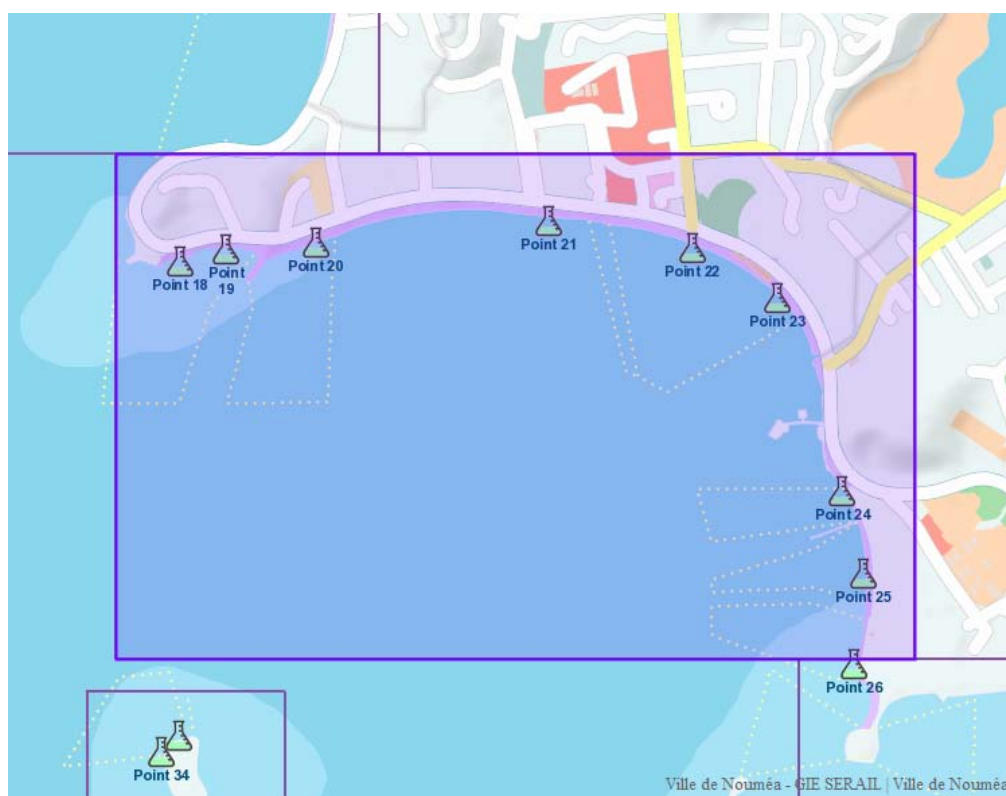 Point 18
Point
19
Point 20
Point 21
Point 22
Point 23
Point 24
Point 25
Point 26
Point 34
Ville de Nouméa - GIE SERAIL | Ville de Nouméa